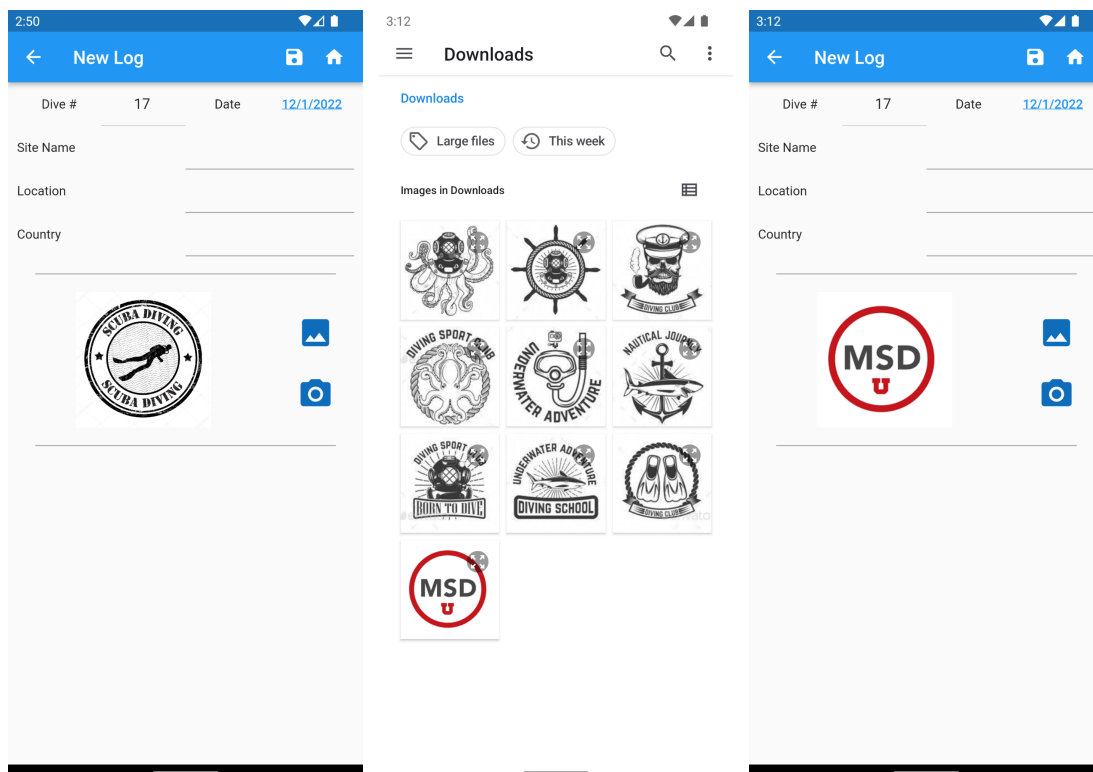 2:50
New Log
Dive # 17 Date 12/1/2022
Site Name
Location
Country
SCUBA DIVING
SCUBA DIVING
3:12
Downloads
Downloads
Large files This week
Images in Downloads
DIVING CLUB
DIVING SPORT CLUB
UNDERWATER ADVENTURE
NAUTICAL JOURNEY
DIVING SPORT CLUB
BORN TO DIVE
UNDERWATER ADVENTURE
DIVING SCHOOL
DIVING CLUB
MSD
U
3:12
New Log
Dive # 17 Date 12/1/2022
Site Name
Location
Country
MSD
U